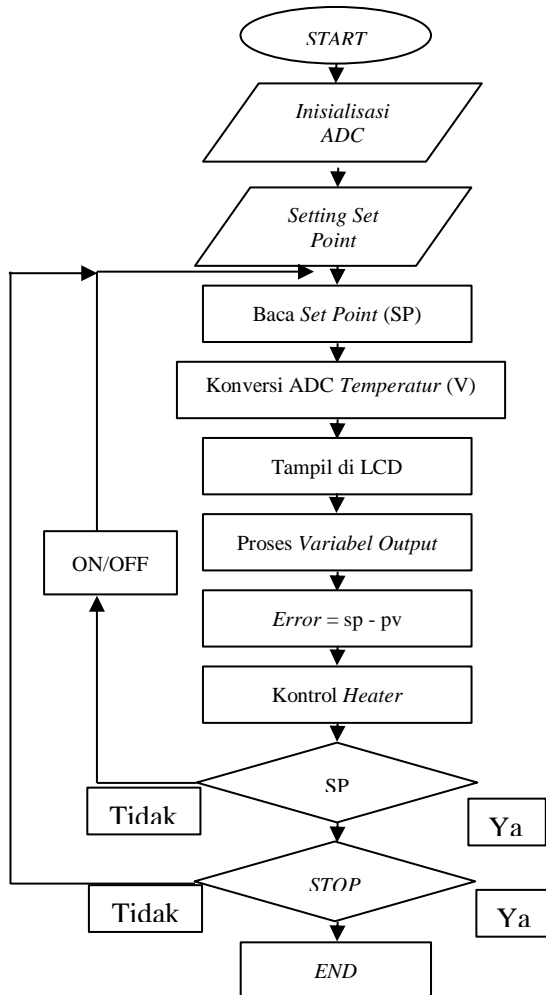 START
Inisialisasi
ADC
Setting Set
Point
Baca Set Point (SP)
Konversi ADC Temperatur (V)
Tampil di LCD
Proses Variabel Output
ON/OFF
Error = sp - pv
Kontrol Heater
SP
Tidak
Ya
STOP
Tidak
Ya
END